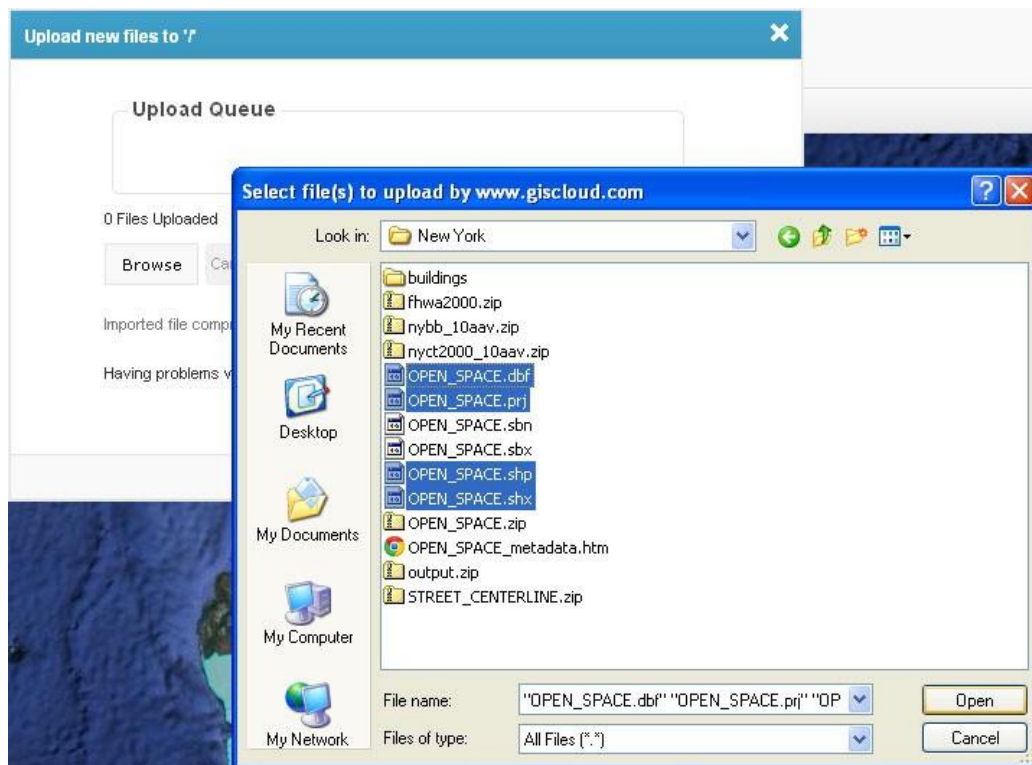 Upload new files to '/'
Upload Queue
0 Files Uploaded
Browse
Imported file
Having problems
Select file(s) to upload by www.giscloud.com
Look in:
New York
My Recent
Documents
Desktop
My Documents
My Computer
My Network
buildings
fhwa2000.zip
nybb_10aav.zip
nyct2000_10aav.zip
OPEN_SPACE.dbf
OPEN_SPACE.prj
OPEN_SPACE.sbn
OPEN_SPACE.sbx
OPEN_SPACE.shp
OPEN_SPACE.shx
OPEN_SPACE.zip
OPEN_SPACE_metadata.htm
output.zip
STREET_CENTERLINE.zip
File name:
"OPEN_SPACE.dbf" "OPEN_SPACE.prj" "OP
Open
Files of type:
All Files (*.*)
Cancel